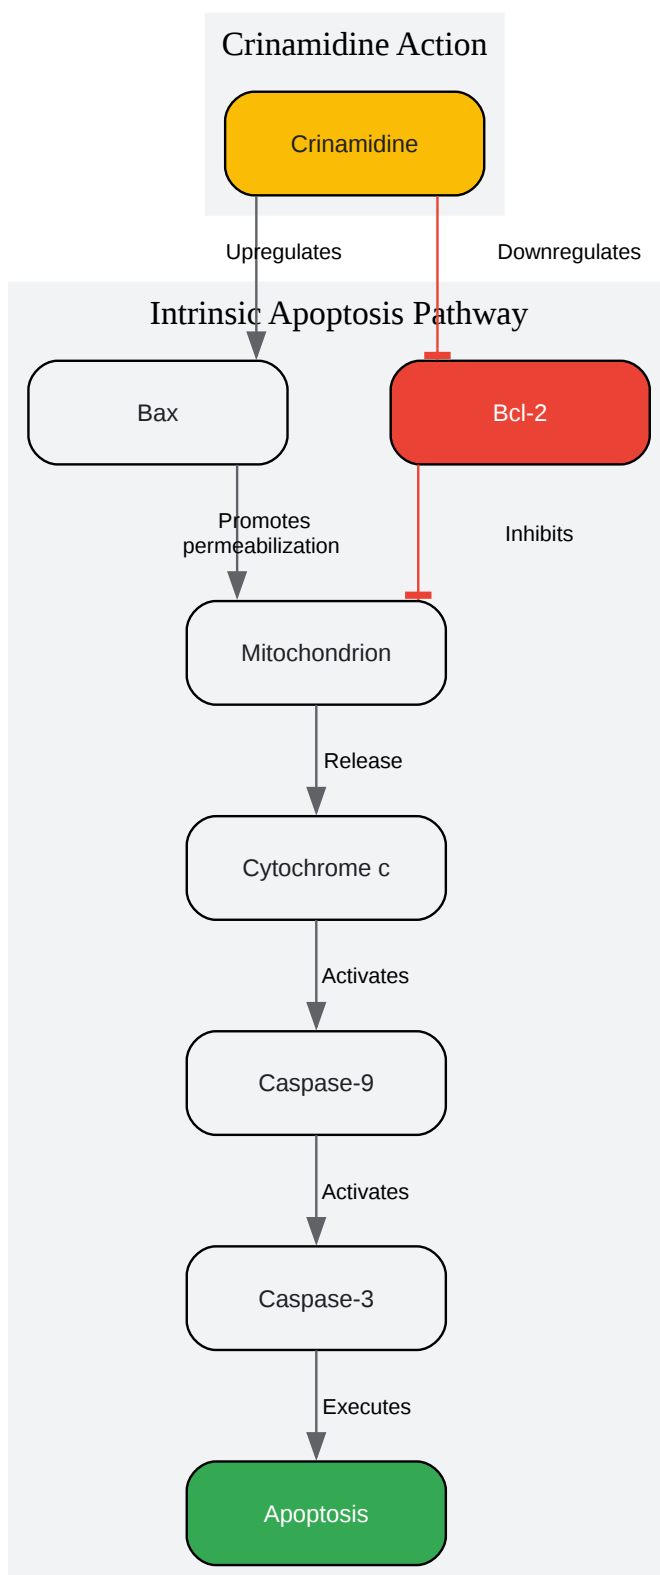 Crinamidine Action
Crinamidine
Upregulates
Downregulates
Intrinsic Apoptosis Pathway
Bax
Bcl-2
Promotes
permeabilization
Inhibits
Mitochondrion
Release
Cytochrome c
Activates
Caspase-9
Activates
Caspase-3
Executes
Apoptosis